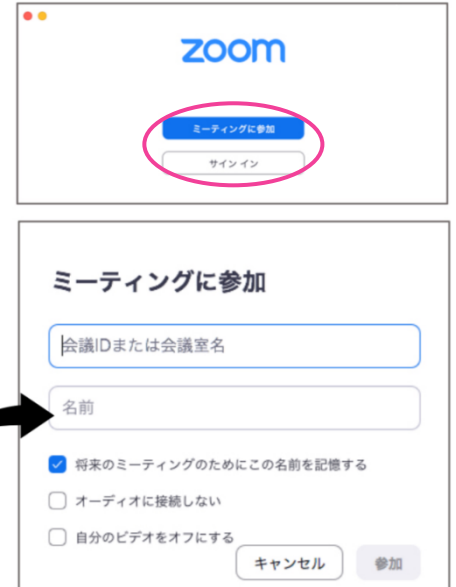 zoom
ミーティングに参加
サイン イン
ミーティングに参加
会議IDまたは会議室名
名前
将来のミーティングのためにこの名前を記憶する
オーディオに接続しない
自分のビデオをオフにする
キャンセル 参加